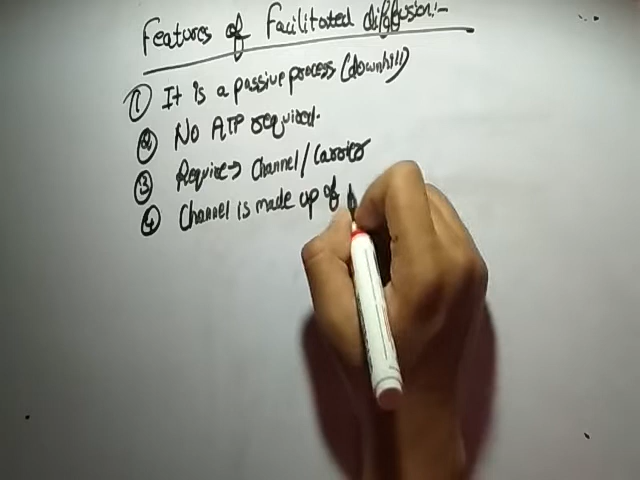 Features of Facilitated diffusion:-
① It is a passive process (downhill)
② No ATP required.
③ Requires Channel/Carrier
④ Channel is made up of